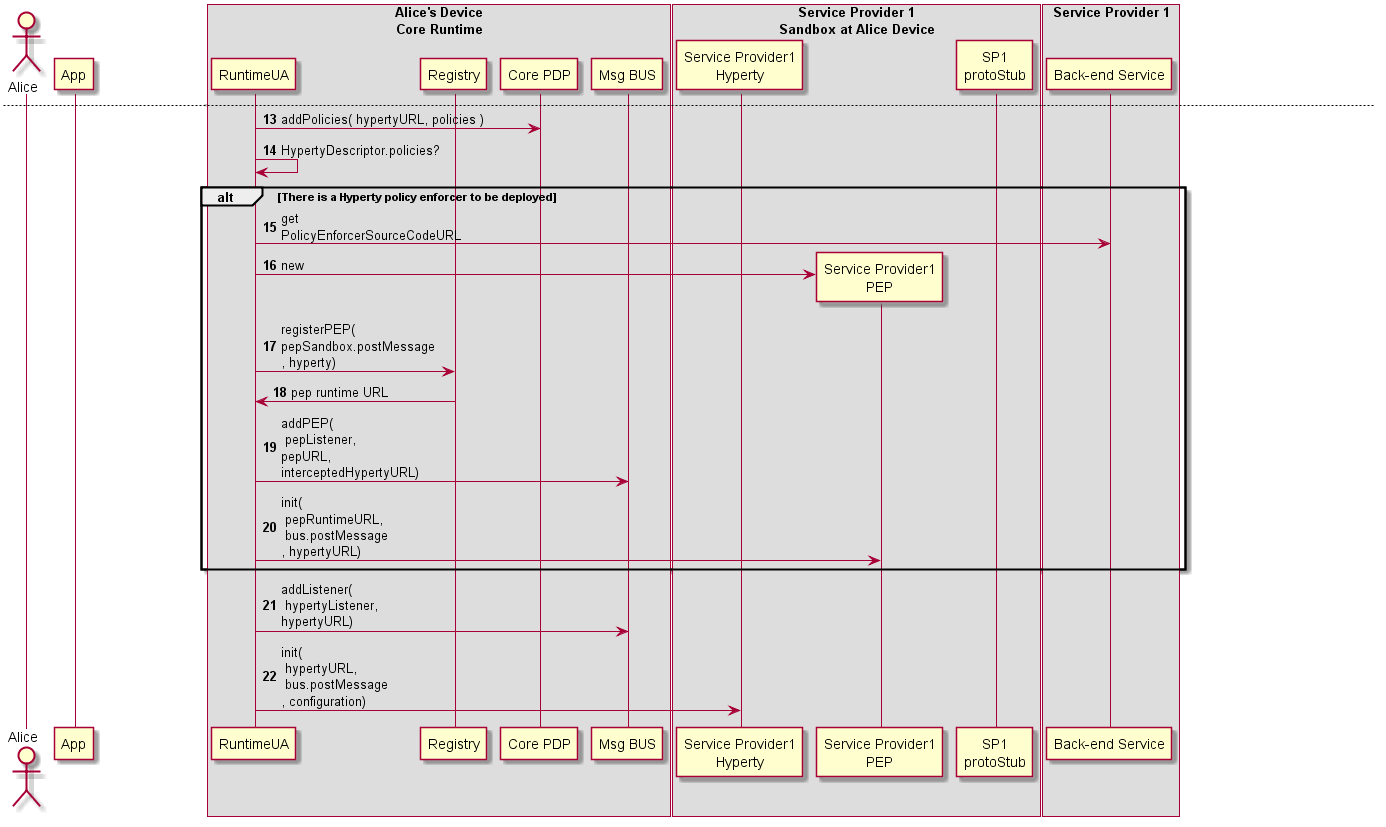 Alice's Device
Core Runtime
Service Provider 1
Sandbox at Alice Device
Service Provider 1
Alice
App
RuntimeUA
Registry
Core PDP
Msg BUS
Service Provider1
Hyperty
SP1
protoStub
Back-end Service
13 addPolicies( hypertyURL, policies )
14 HypertyDescriptor.policies?
alt [There is a Hyperty policy enforcer to be deployed]
15 get
PolicyEnforcerSourceCodeURL
16 new
Service Provider1
PEP
17 registerPEP(
pepSandbox.postMessage
, hyperty)
18 pep runtime URL
19 addPEP(
pepListener,
pepURL,
interceptedHypertyURL)
20 init(
pepRuntimeURL,
bus.postMessage
, hypertyURL)
21 addListener(
hypertyListener,
hypertyURL)
22 init(
hypertyURL,
bus.postMessage
, configuration)
Alice
App
RuntimeUA
Registry
Core PDP
Msg BUS
Service Provider1
Hyperty
Service Provider1
PEP
SP1
protoStub
Back-end Service